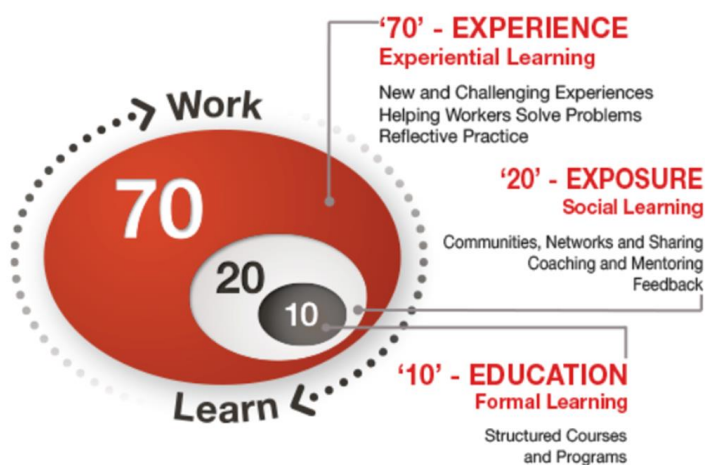 '70' - EXPERIENCE
Experiential Learning
New and Challenging Experiences
Helping Workers Solve Problems
Reflective Practice
Work
70
'20' - EXPOSURE
Social Learning
Communities, Networks and Sharing
Coaching and Mentoring
Feedback
20
10
'10' - EDUCATION
Formal Learning
Structured Courses
and Programs
Learn